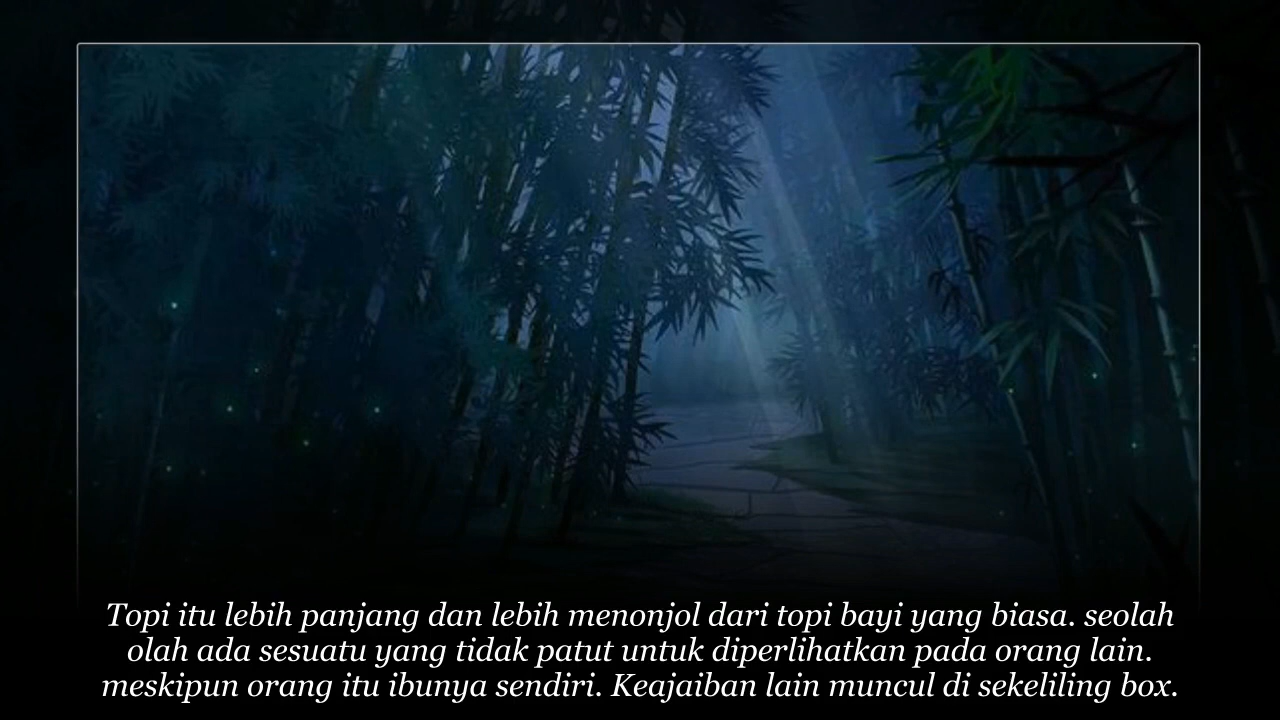 Topi itu lebih panjang dan lebih menonjol dari topi bayi yang biasa. seolah
olah ada sesuatu yang tidak patut untuk diperlihatkan pada orang lain.
meskipun orang itu ibunya sendiri. Keajaiban lain muncul di sekeliling box.